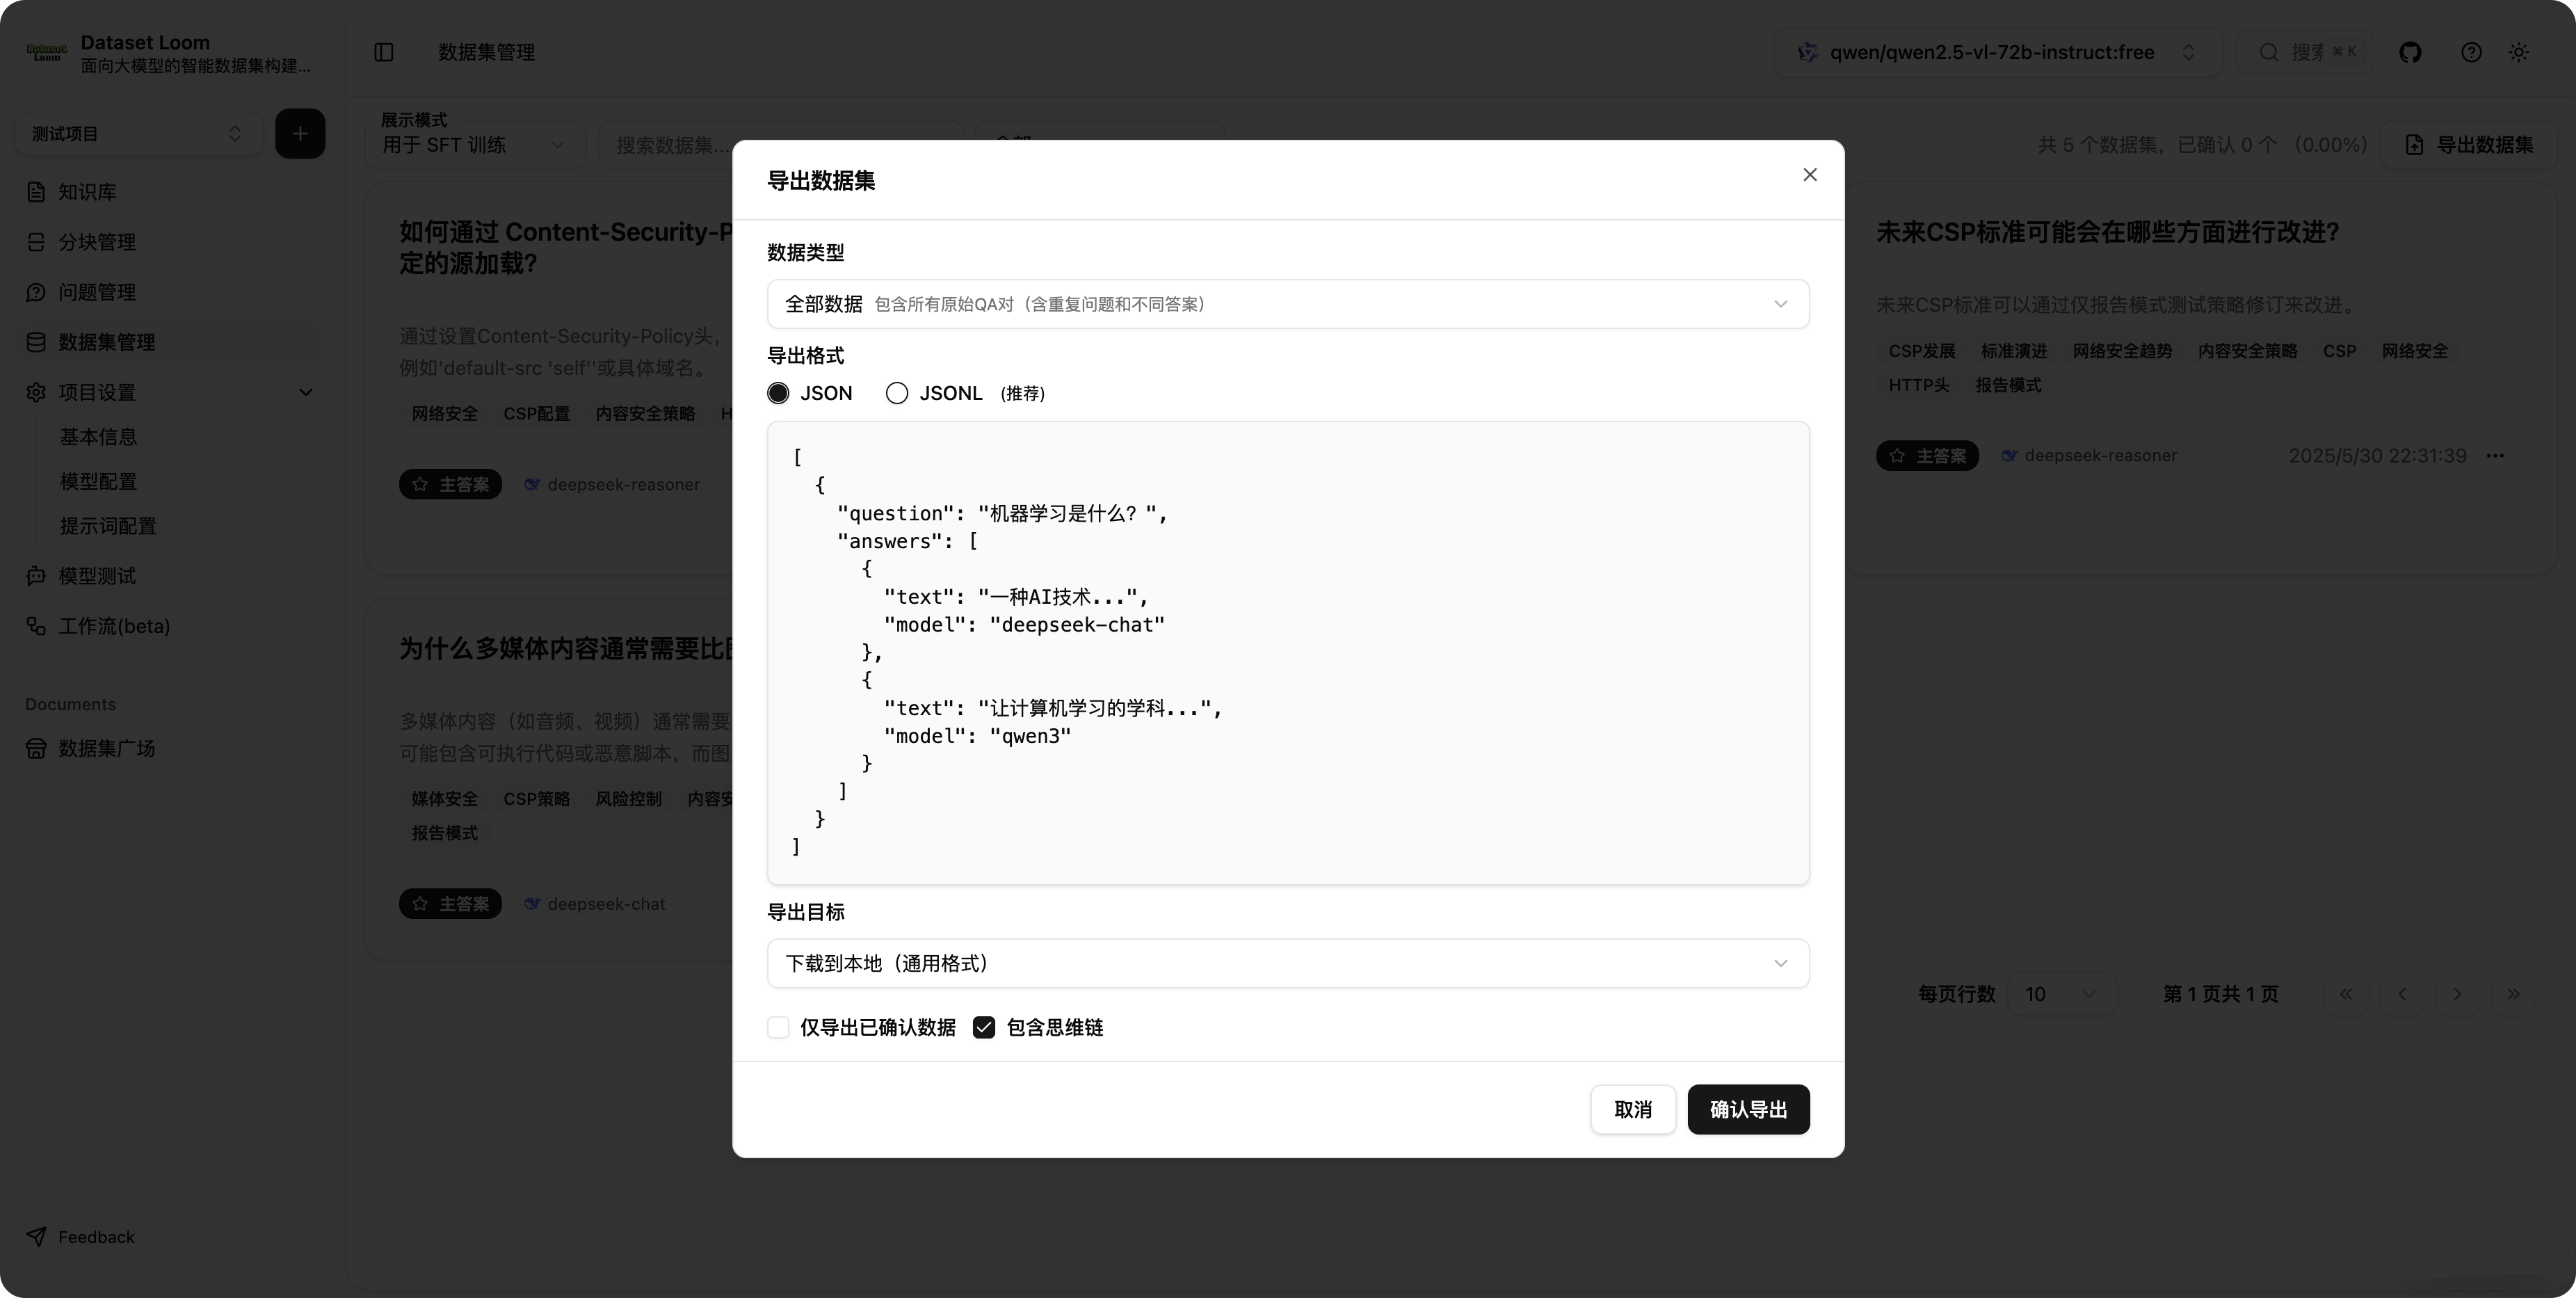 Dataset Loom
Dataset Loom
面向大模型的智能数据集构建...
测试项目
知识库
分块管理
问题管理
数据集管理
项目设置
基本信息
模型配置
提示词配置
模型测试
工作流(beta)
Documents
数据集广场
Feedback
数据集管理
qwen/qwen2.5-vl-72b-instruct:free
搜索 ⌘ K
展示模式
用于 SFT 训练
搜索数据集...
全部
共 5 个数据集，已确认 0 个 （0.00%）
导出数据集
如何通过 Content-Security-P
定的源加载？
通过设置Content-Security-Policy头，
例如'default-src 'self''或具体域名。
网络安全 CSP配置 内容安全策略 H
主答案 deepseek-reasoner
为什么多媒体内容通常需要比
多媒体内容（如音频、视频）通常需要
可能包含可执行代码或恶意脚本，而图
媒体安全 CSP策略 风险控制 内容安
报告模式
主答案 deepseek-chat
导出数据集
数据类型
全部数据 包含所有原始QA对（含重复问题和不同答案）
导出格式
JSON JSONL （推荐）
[
{
"question": "机器学习是什么？",
"answers": [
{
"text": "一种AI技术...",
"model": "deepseek-chat"
},
{
"text": "让计算机学习的学科...",
"model": "qwen3"
}
]
}
]
导出目标
下载到本地（通用格式）
仅导出已确认数据 包含思维链
取消 确认导出
未来CSP标准可能会在哪些方面进行改进?
未来CSP标准可以通过仅报告模式测试策略修订来改进。
CSP发展 标准演进 网络安全趋势 内容安全策略 CSP 网络安全
HTTP头 报告模式
主答案 deepseek-reasoner 2025/5/30 22:31:39
每页行数 10 第 1 页共 1 页